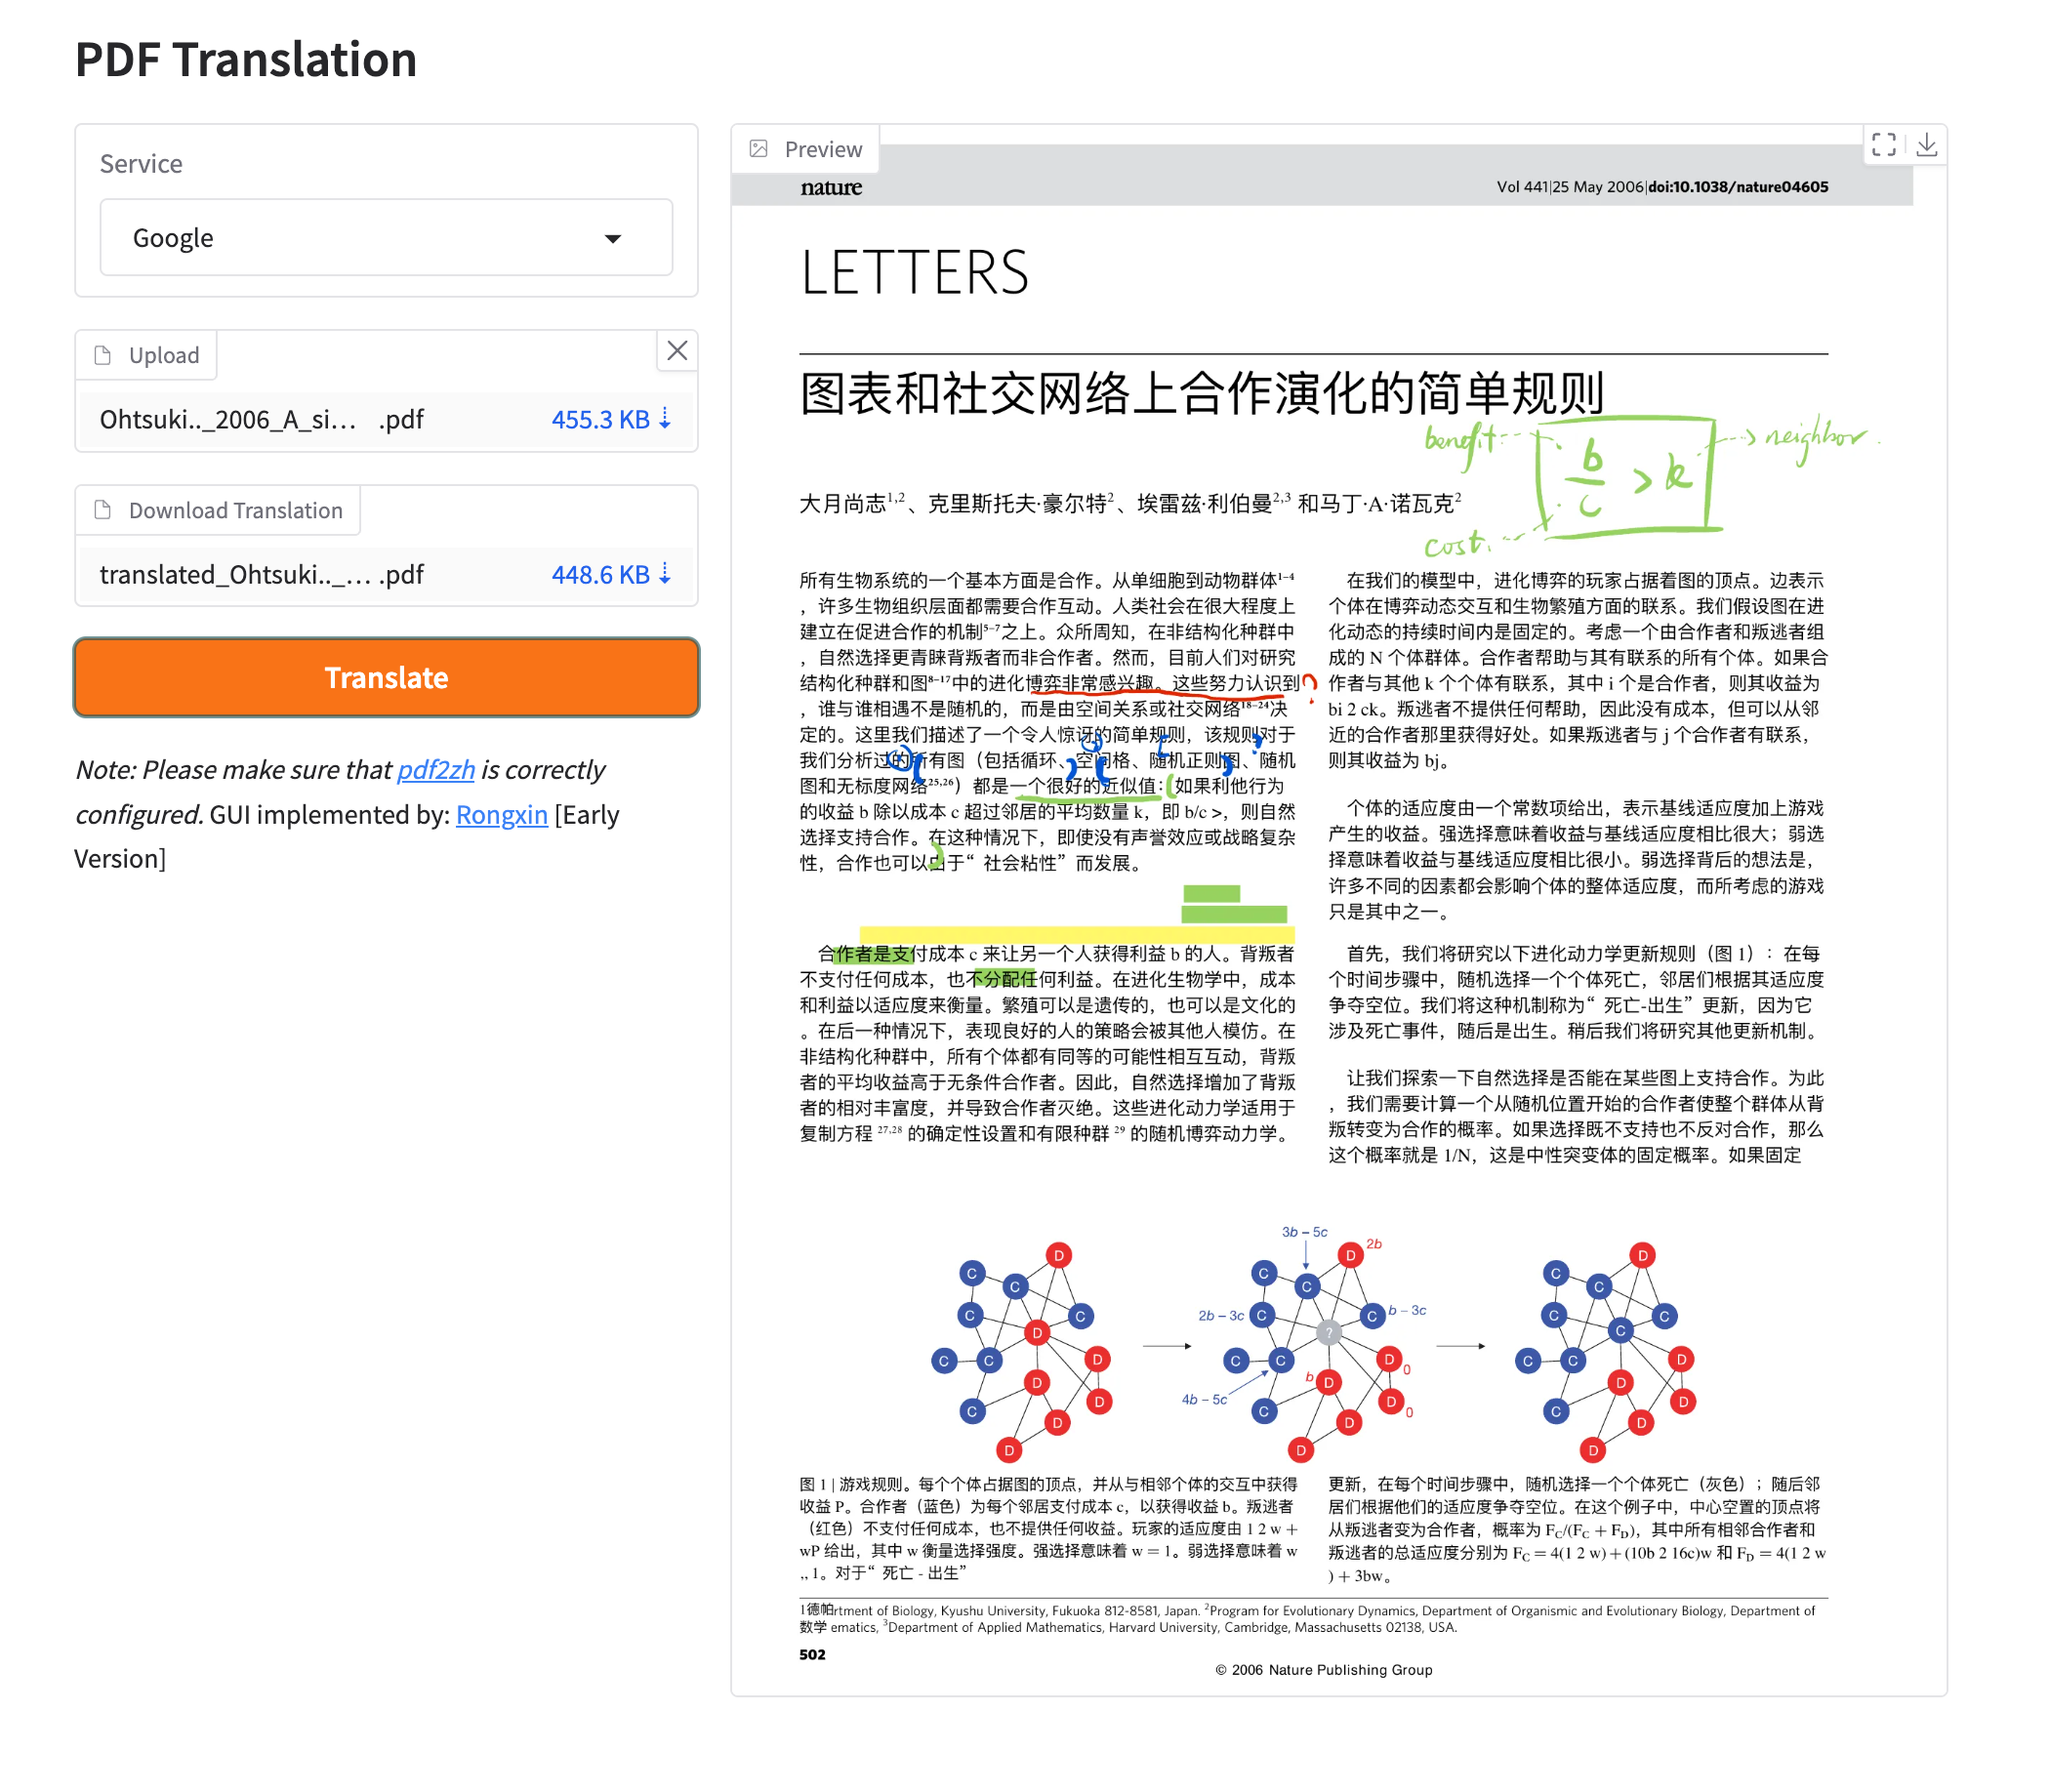 PDF Translation
Service
Google
Upload
Ohtsuki.._2006_A_si... .pdf 455.3 KB ⇣
Download Translation
translated_Ohtsuki.._... .pdf 448.6 KB ⇣
Translate
Note: Please make sure that pdf2zh is correctly
configured. GUI implemented by: Rongxin [Early
Version]
Preview
nature
Vol 441|25 May 2006|doi:10.1038/nature04605
LETTERS
图表和社交网络上合作演化的简单规则
benefit
b/c > k
neighbor.
cost.
大月尚志1,2、克里斯托夫·豪尔特2、埃雷兹·利伯曼2,3 和马丁·A·诺瓦克2
所有生物系统的一个基本方面是合作。从单细胞到动物群体1–4
，许多生物组织层面都需要合作互动。人类社会在很大程度上
建立在促进合作的机制5–7之上。众所周知，在非结构化种群中
，自然选择更青睐背叛者而非合作者。然而，目前人们对研究
结构化种群和图8–17中的进化博弈非常感兴趣。这些努力认识到
?
，谁与谁相遇不是随机的，而是由空间关系或社交网络18–24决
定的。这里我们描述了一个令人惊讶的简单规则，该规则对于
我们分析过的所有图（包括循环、空间格、随机正则图、随机
图和无标度网络25,26）都是一个很好的近似值：如果利他行为
的收益 b 除以成本 c 超过邻居的平均数量 k，即 b/c >，则自然
选择支持合作。在这种情况下，即使没有声誉效应或战略复杂
性，合作也可以由于“ 社会粘性” 而发展。
合作者是支付成本 c 来让另一个人获得利益 b 的人。背叛者
不支付任何成本，也不分配任何利益。在进化生物学中，成本
和利益以适应度来衡量。繁殖可以是遗传的，也可以是文化的
。在后一种情况下，表现良好的人的策略会被其他人模仿。在
非结构化种群中，所有个体都有同等的可能性相互互动，背叛
者的平均收益高于无条件合作者。因此，自然选择增加了背叛
者的相对丰富度，并导致合作者灭绝。这些进化动力学适用于
复制方程 27,28 的确定性设置和有限种群 29 的随机博弈动力学。
在我们的模型中，进化博弈的玩家占据着图的顶点。边表示
个体在博弈动态交互和生物繁殖方面的联系。我们假设图在进
化动态的持续时间内是固定的。考虑一个由合作者和叛逃者组
成的 N 个体群体。合作者帮助与其有联系的所有个体。如果合
作者与其他 k 个个体有联系，其中 i 个是合作者，则其收益为
bi 2 ck。叛逃者不提供任何帮助，因此没有成本，但可以从邻
近的合作者那里获得好处。如果叛逃者与 j 个合作者有联系，
则其收益为 bj。
个体的适应度由一个常数项给出，表示基线适应度加上游戏
产生的收益。强选择意味着收益与基线适应度相比很大；弱选
择意味着收益与基线适应度相比很小。弱选择背后的想法是，
许多不同的因素都会影响个体的整体适应度，而所考虑的游戏
只是其中之一。
首先，我们将研究以下进化动力学更新规则（图 1）：在每
个时间步骤中，随机选择一个个体死亡，邻居们根据其适应度
争夺空位。我们将这种机制称为“ 死亡-出生” 更新，因为它
涉及死亡事件，随后是出生。稍后我们将研究其他更新机制。
让我们探索一下自然选择是否能在某些图上支持合作。为此
，我们需要计算一个从随机位置开始的合作者使整个群体从背
叛转变为合作的概率。如果选择既不支持也不反对合作，那么
这个概率就是 1/N，这是中性突变体的固定概率。如果固定
D
C C
C C
D
C C D
D D
C D
D
3b – 5c
D 2b
C C
2b – 3c C C b – 3c
?
C C D 0
b D D 0
4b – 5c
C D
D
D
C C
C C
C
C C D
D D
C D
D
图 1 | 游戏规则。每个个体占据图的顶点，并从与相邻个体的交互中获得
收益 P。合作者（蓝色）为每个邻居支付成本 c，以获得收益 b。叛逃者
（红色）不支付任何成本，也不提供任何收益。玩家的适应度由 1 2 w +
wP 给出，其中 w 衡量选择强度。强选择意味着 w = 1。弱选择意味着 w
,, 1。对于“ 死亡 - 出生”
更新，在每个时间步骤中，随机选择一个个体死亡（灰色）；随后邻
居们根据他们的适应度争夺空位。在这个例子中，中心空置的顶点将
从叛逃者变为合作者，概率为 FC/(FC + FD)，其中所有相邻合作者和
叛逃者的总适应度分别为 FC = 4(1 2 w) + (10b 2 16c)w 和 FD = 4(1 2 w
) + 3bw。
1德帕rtment of Biology, Kyushu University, Fukuoka 812-8581, Japan. 2Program for Evolutionary Dynamics, Department of Organismic and Evolutionary Biology, Department of
数学 ematics, 3Department of Applied Mathematics, Harvard University, Cambridge, Massachusetts 02138, USA.
502
© 2006 Nature Publishing Group